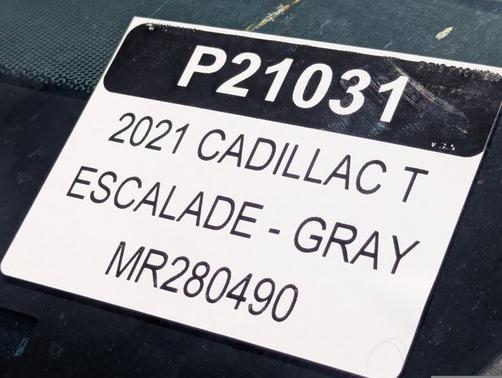 P21031
2021 CADILLAC T
ESCALADE - GRAY
MR280490